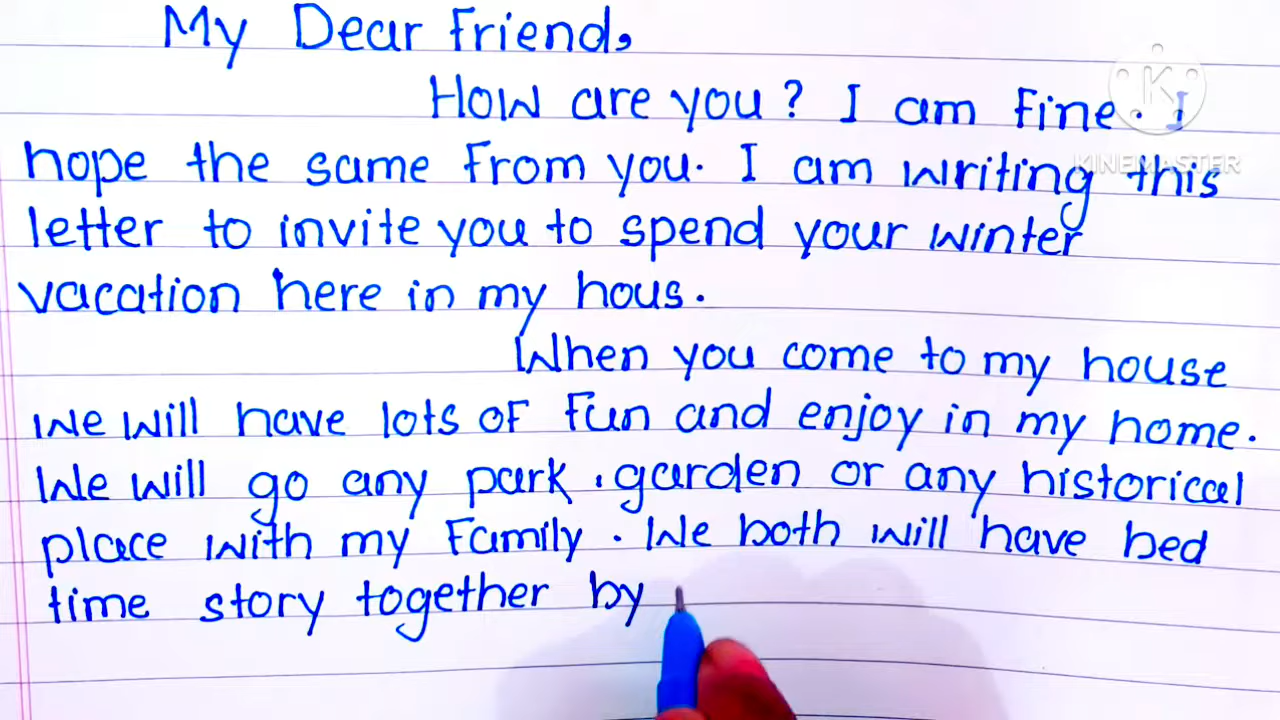 My Dear Friend,
How are you? I am fine. I
hope the same from you. I am writing this
letter to invite you to spend your winter
vacation here in my hous.
When you come to my house
we will have lots of fun and enjoy in my home.
We will go any park, garden or any historical
place with my family. We both will have bed
time story together by
K
KINEMASTER